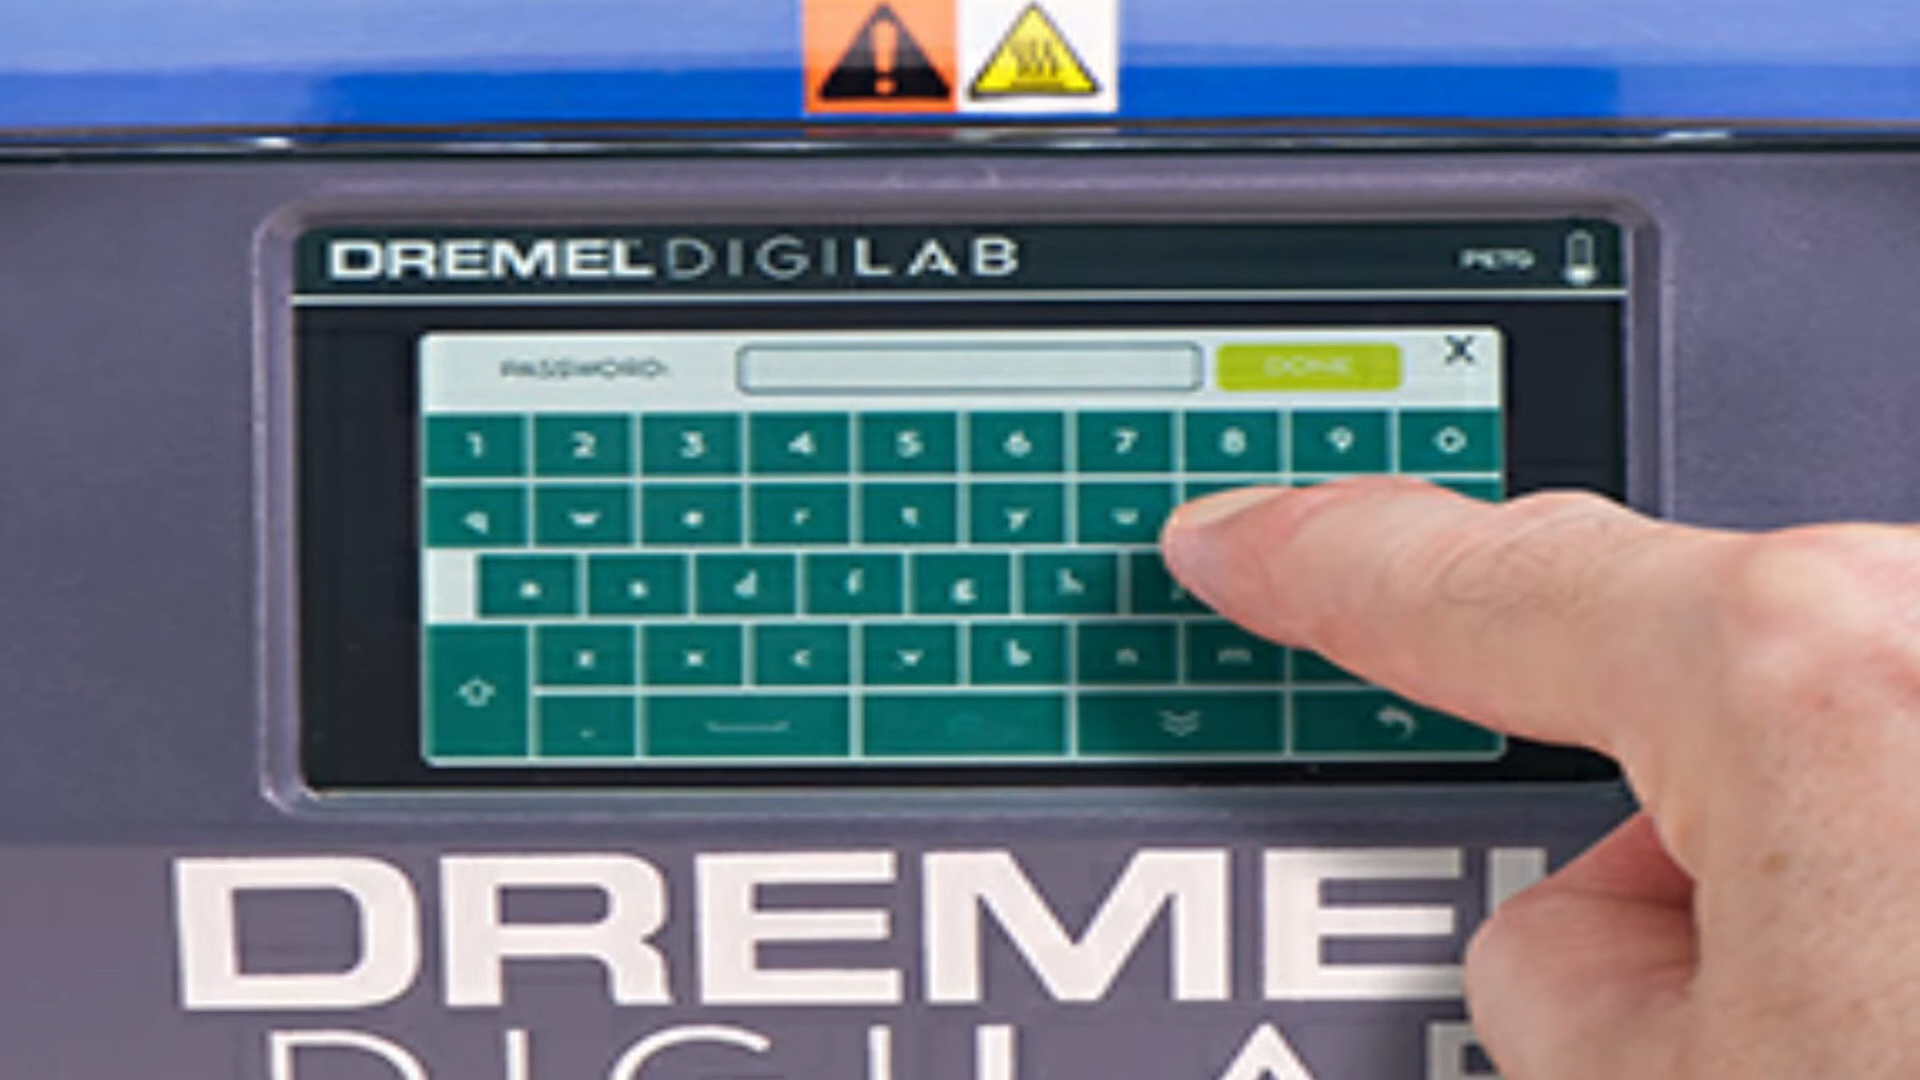 DREMEL DIGILAB PETG
PASSWORD: DONE X
1 2 3 4 5 6 7 8 9 0
q w e r t y u
a s d f g h
z x c v b n m
.
DREMEL
DIGILAB